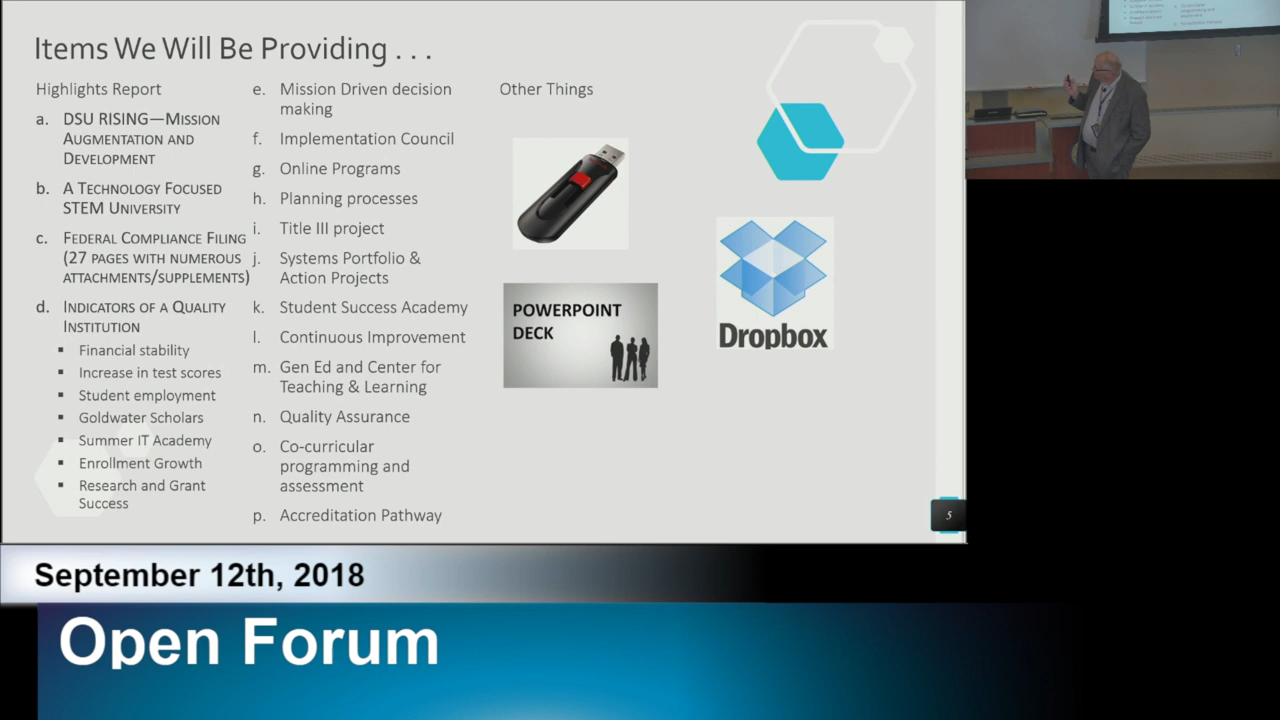 Items We Will Be Providing . . .
Highlights Report
a. DSU RISING—MISSION
AUGMENTATION AND
DEVELOPMENT
b. A TECHNOLOGY FOCUSED
STEM UNIVERSITY
c. FEDERAL COMPLIANCE FILING
(27 PAGES WITH NUMEROUS
ATTACHMENTS/SUPPLEMENTS)
d. INDICATORS OF A QUALITY
INSTITUTION
▪ Financial stability
▪ Increase in test scores
▪ Student employment
▪ Goldwater Scholars
▪ Summer IT Academy
▪ Enrollment Growth
▪ Research and Grant
Success
e. Mission Driven decision
making
f. Implementation Council
g. Online Programs
h. Planning processes
i. Title III project
j. Systems Portfolio &
Action Projects
k. Student Success Academy
l. Continuous Improvement
m. Gen Ed and Center for
Teaching & Learning
n. Quality Assurance
o. Co-curricular
programming and
assessment
p. Accreditation Pathway
Other Things
POWERPOINT
DECK
Dropbox
5
September 12th, 2018
Open Forum